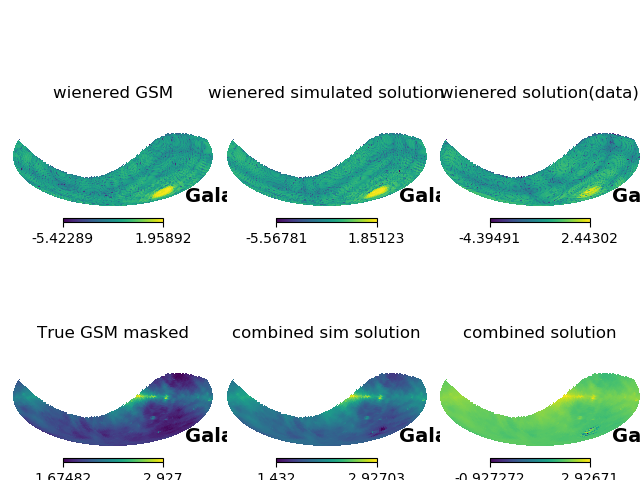 wienered GSM wienered simulated solution wienered solution(data)
Gala Gala Ga
-5.42289 1.95892 -5.56781 1.85123 -4.39491 2.44302
True GSM masked combined sim solution combined solution
Gala Gala Ga
1.67482 2.927 1.432 2.92703 -0.927272 2.92671